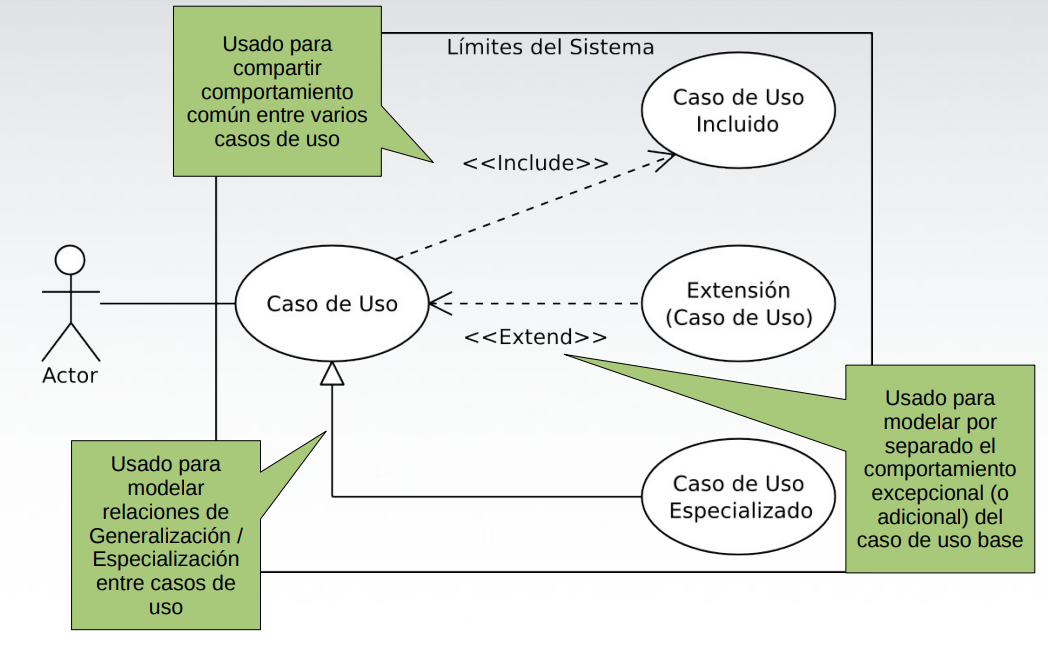 Usado para
compartir
comportamiento
común entre varios
casos de uso
Límites del Sistema
Caso de Uso
Incluido
<<Include>>
Actor
Caso de Uso
Extensión
(Caso de Uso)
<<Extend>>
Usado para
modelar por
separado el
comportamiento
excepcional (o
adicional) del
caso de uso base
Usado para
modelar
relaciones de
Generalización /
Especialización
entre casos de
uso
Caso de Uso
Especializado